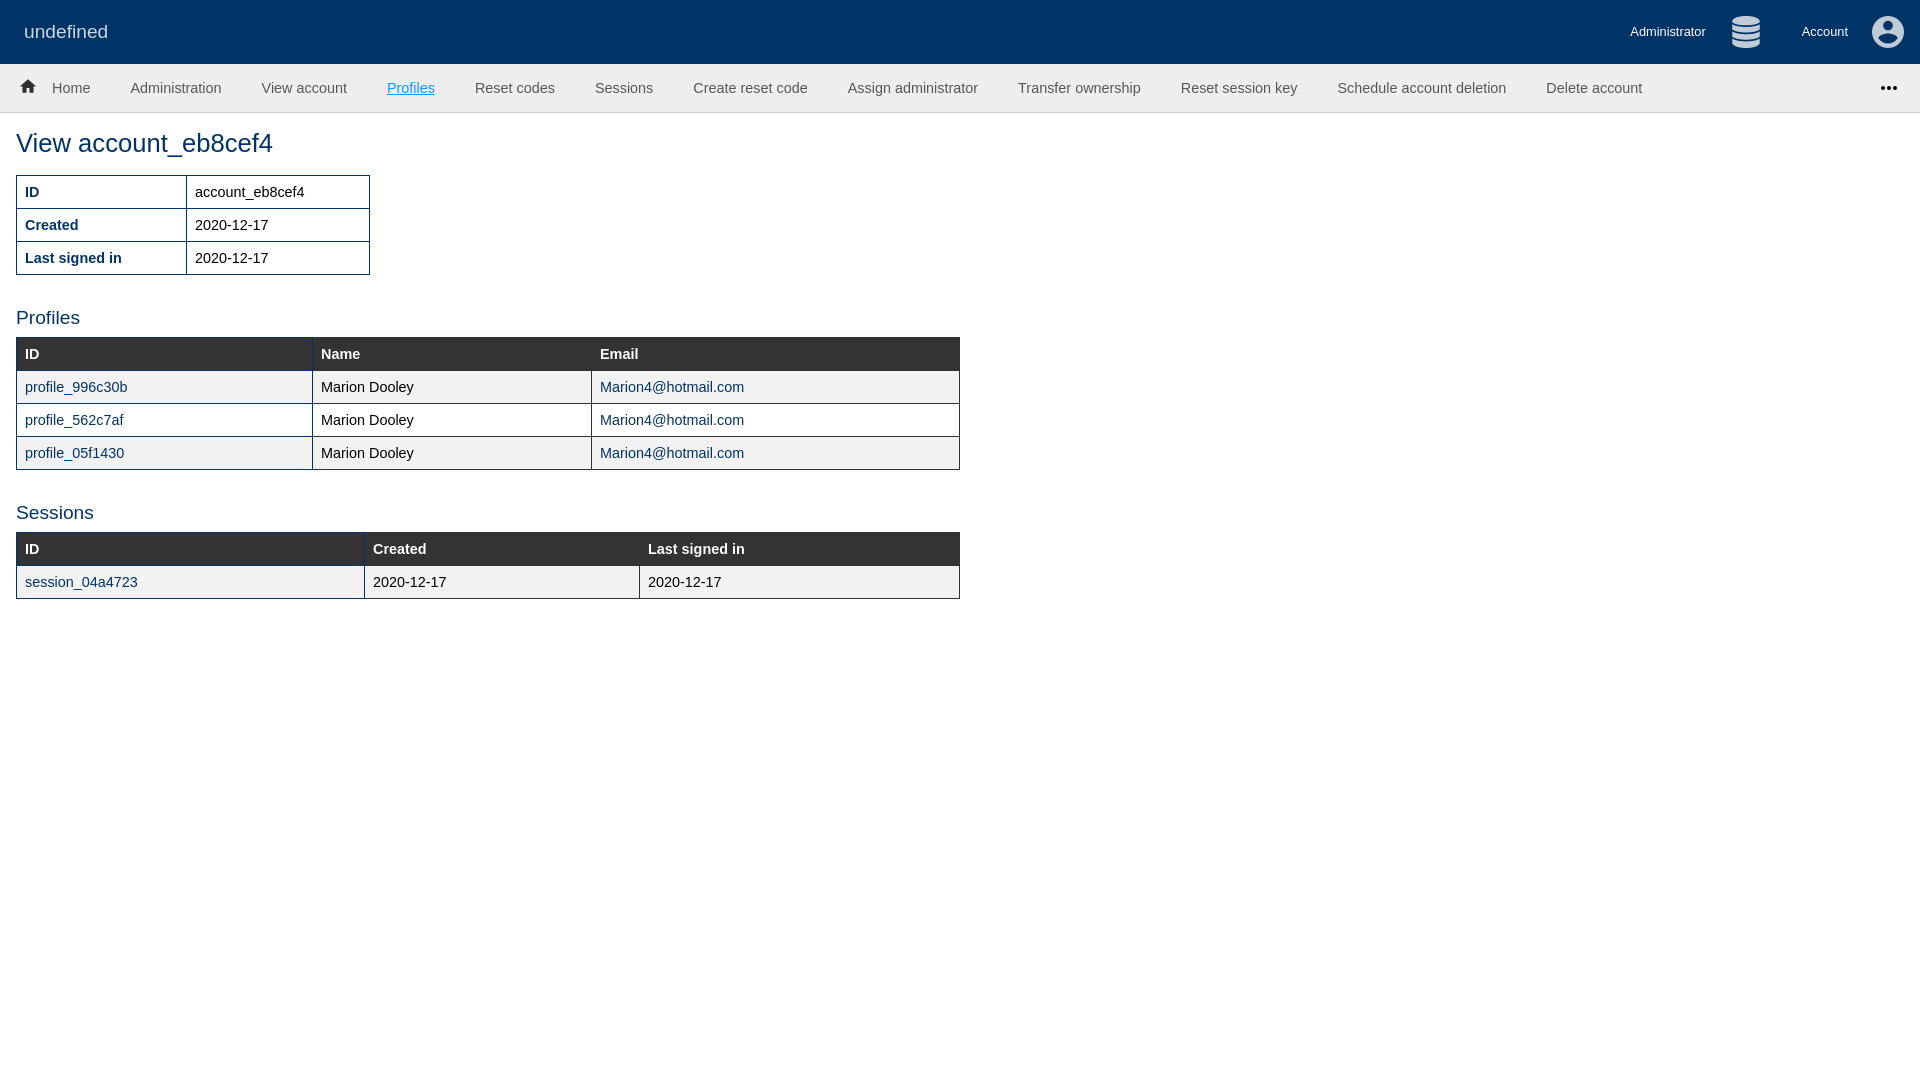 undefined
Administrator Account
Home Administration View account Profiles Reset codes Sessions Create reset code Assign administrator Transfer ownership Reset session key Schedule account deletion Delete account
View account_eb8cef4
ID account_eb8cef4
Created 2020-12-17
Last signed in 2020-12-17
Profiles
ID Name Email
profile_996c30b Marion Dooley Marion4@hotmail.com
profile_562c7af Marion Dooley Marion4@hotmail.com
profile_05f1430 Marion Dooley Marion4@hotmail.com
Sessions
ID Created Last signed in
session_04a4723 2020-12-17 2020-12-17